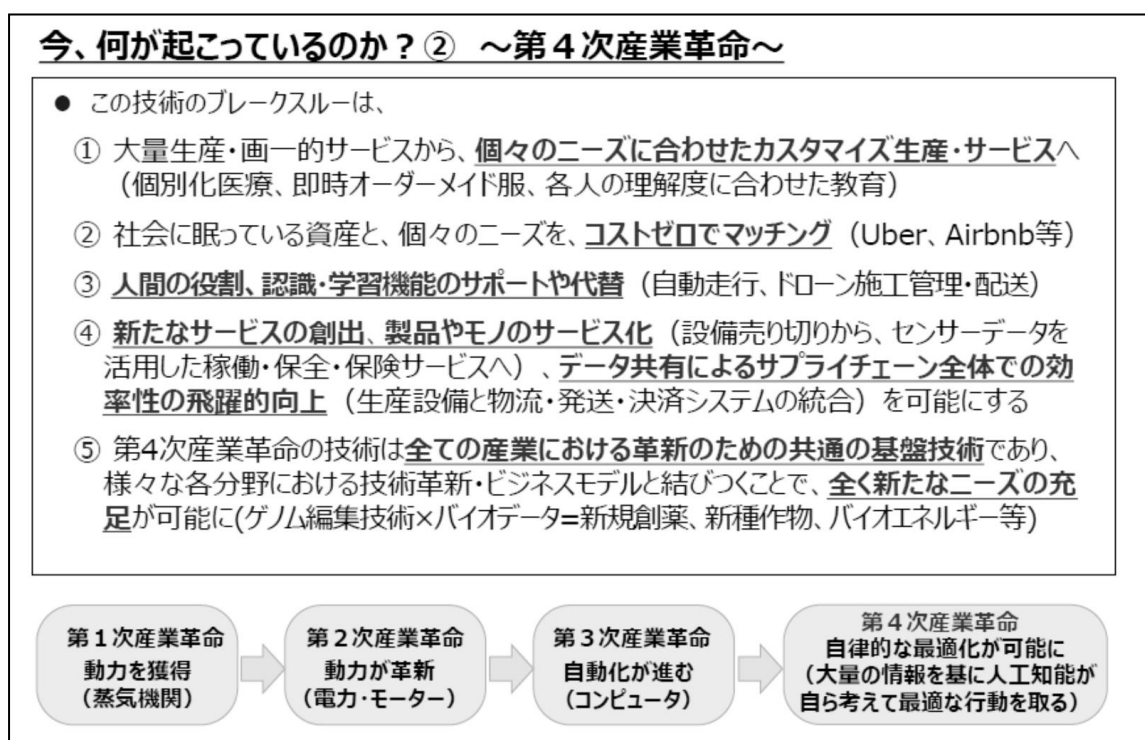 今、何が起こっているのか?② ～第4次産業革命～
● この技術のブレークスルーは、
① 大量生産・画一的サービスから、個々のニーズに合わせたカスタマイズ生産・サービスへ
（個別化医療、即時オーダーメイド服、各人の理解度に合わせた教育）
② 社会に眠っている資産と、個々のニーズを、コストゼロでマッチング（Uber、Airbnb等）
③ 人間の役割、認識・学習機能のサポートや代替（自動走行、ドローン施工管理・配送）
④ 新たなサービスの創出、製品やモノのサービス化（設備売り切りから、センサーデータを
活用した稼働・保全・保険サービスへ）、データ共有によるサプライチェーン全体での効
率性の飛躍的向上（生産設備と物流・発送・決済システムの統合）を可能にする
⑤ 第4次産業革命の技術は全ての産業における革新のための共通の基盤技術であり、
様々な各分野における技術革新・ビジネスモデルと結びつくことで、全く新たなニーズの充
足が可能に(ゲノム編集技術×バイオデータ=新規創薬、新種作物、バイオエネルギー等)
第1次産業革命
動力を獲得
（蒸気機関）
第2次産業革命
動力が革新
（電力・モーター）
第3次産業革命
自動化が進む
（コンピュータ）
第4次産業革命
自律的な最適化が可能に
（大量の情報を基に人工知能が
自ら考えて最適な行動を取る）